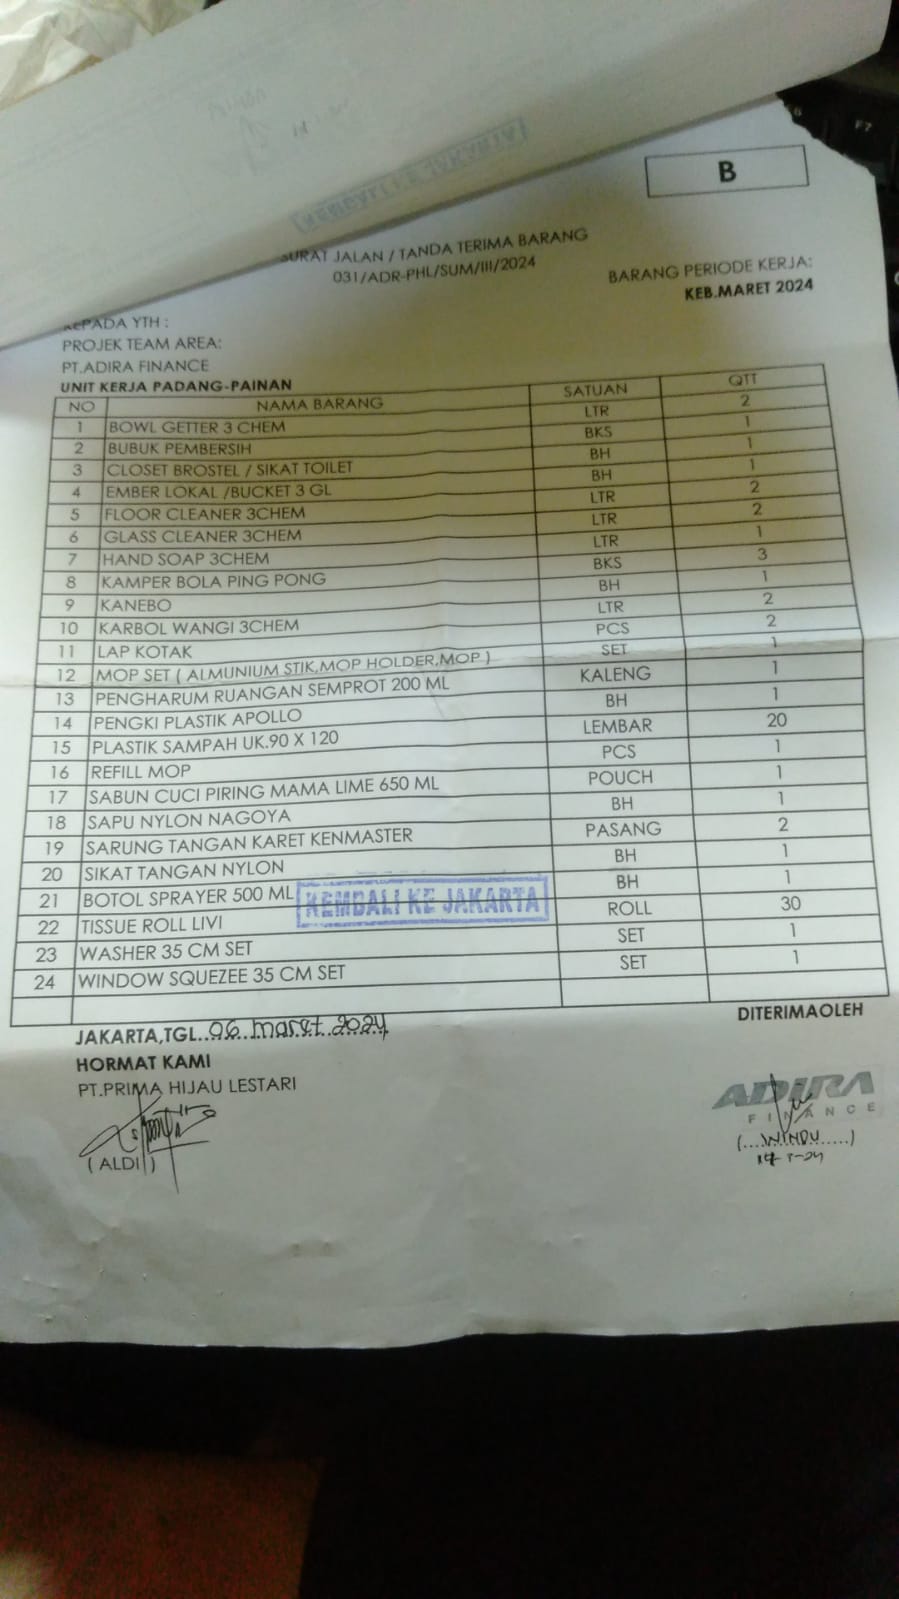 B
SURAT JALAN / TANDA TERIMA BARANG
031/ADR-PHL/SUM/III/2024
BARANG PERIODE KERJA:
KEB.MARET 2024
KEPADA YTH :
PROJEK TEAM AREA:
PT.ADIRA FINANCE
UNIT KERJA PADANG-PAINAN
NO NAMA BARANG SATUAN QTT
1 BOWL GETTER 3 CHEM LTR 2
2 BUBUK PEMBERSIH BKS 1
3 CLOSET BROSTEL / SIKAT TOILET BH 1
4 EMBER LOKAL /BUCKET 3 GL BH 1
5 FLOOR CLEANER 3CHEM LTR 2
6 GLASS CLEANER 3CHEM LTR 2
7 HAND SOAP 3CHEM LTR 1
8 KAMPER BOLA PING PONG BKS 3
9 KANEBO BH 1
10 KARBOL WANGI 3CHEM LTR 2
11 LAP KOTAK PCS 2
12 MOP SET ( ALMUNIUM STIK,MOP HOLDER,MOP ) SET 1
13 PENGHARUM RUANGAN SEMPROT 200 ML KALENG 1
14 PENGKI PLASTIK APOLLO BH 1
15 PLASTIK SAMPAH UK.90 X 120 LEMBAR 20
16 REFILL MOP PCS 1
17 SABUN CUCI PIRING MAMA LIME 650 ML POUCH 1
18 SAPU NYLON NAGOYA BH 1
19 SARUNG TANGAN KARET KENMASTER PASANG 2
20 SIKAT TANGAN NYLON BH 1
21 BOTOL SPRAYER 500 ML BH 1
22 TISSUE ROLL LIVI ROLL 30
23 WASHER 35 CM SET SET 1
24 WINDOW SQUEZEE 35 CM SET SET 1
KEMBALI KE JAKARTA
JAKARTA,TGL..06 maret 2024
HORMAT KAMI
PT.PRIMA HIJAU LESTARI
( ALDI )
DITERIMAOLEH
ADIRA
FINANCE
(....WINDU.....)